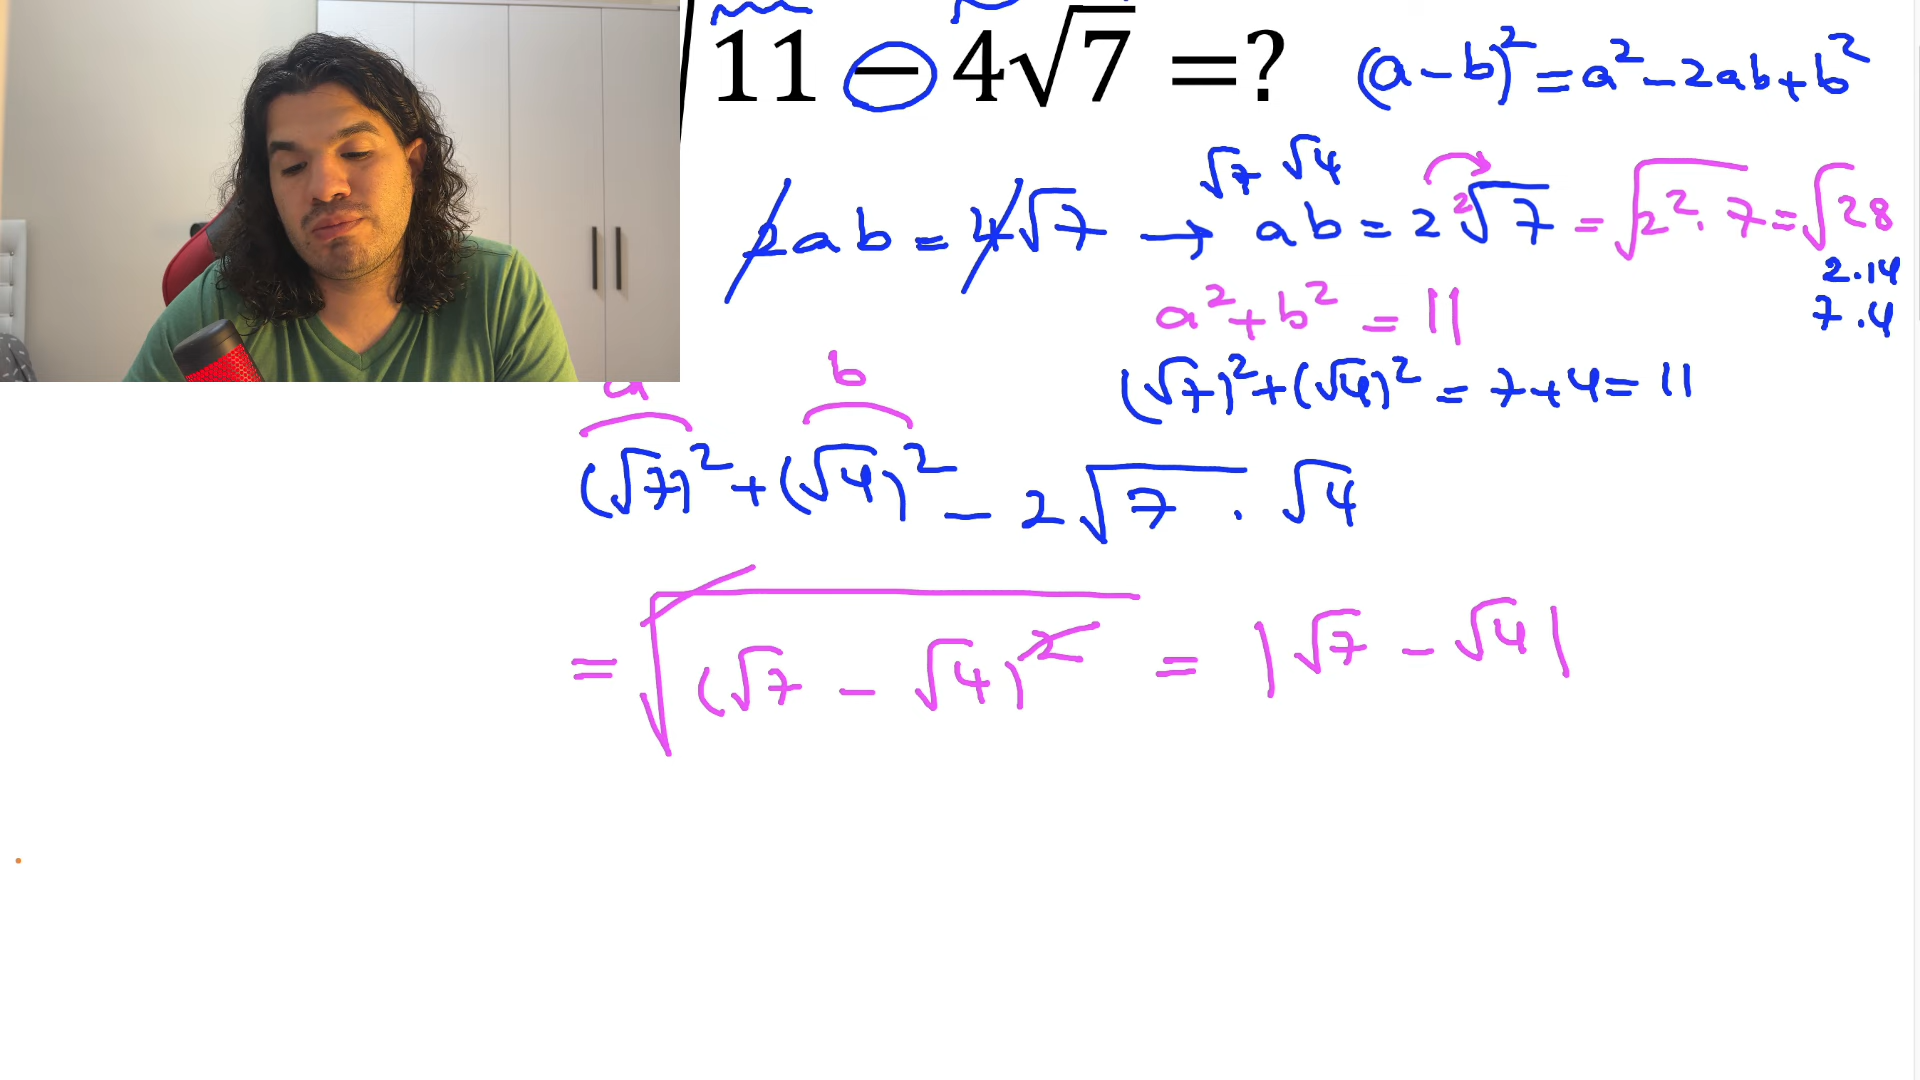 √11 − 4√7 =?
(a − b)² = a² − 2ab + b²
√7 √4
2ab = 4√7 → ab = 2 ²√7 = √2² . 7 = √28
2.14
7.4
a² + b² = 11
(√7)² + (√4)² = 7 + 4 = 11
a b
(√7)² + (√4)² − 2√7 . √4
= √(√7 − √4)² = |√7 − √4|